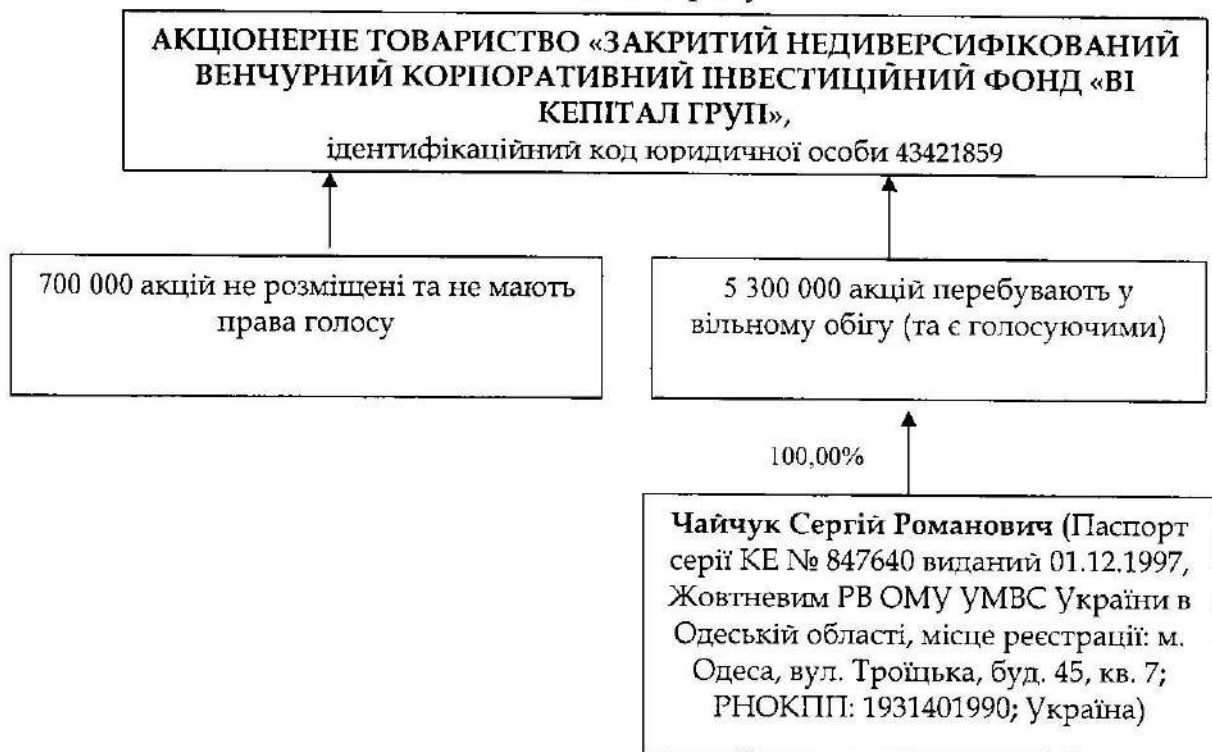 АКЦІОНЕРНЕ ТОВАРИСТВО «ЗАКРИТИЙ НЕДИВЕРСИФІКОВАНИЙ
ВЕНЧУРНИЙ КОРПОРАТИВНИЙ ІНВЕСТИЦІЙНИЙ ФОНД «ВІ
КЕПІТАЛ ГРУП»,
ідентифікаційний код юридичної особи 43421859
700 000 акцій не розміщені та не мають
права голосу
5 300 000 акцій перебувають у
вільному обігу (та є голосуючими)
100,00%
Чайчук Сергій Романович (Паспорт
серії КЕ № 847640 виданий 01.12.1997,
Жовтневим РВ ОМУ УМВС України в
Одеській області, місце реєстрації: м.
Одеса, вул. Троїцька, буд. 45, кв. 7;
РНОКПП: 1931401990; Україна)